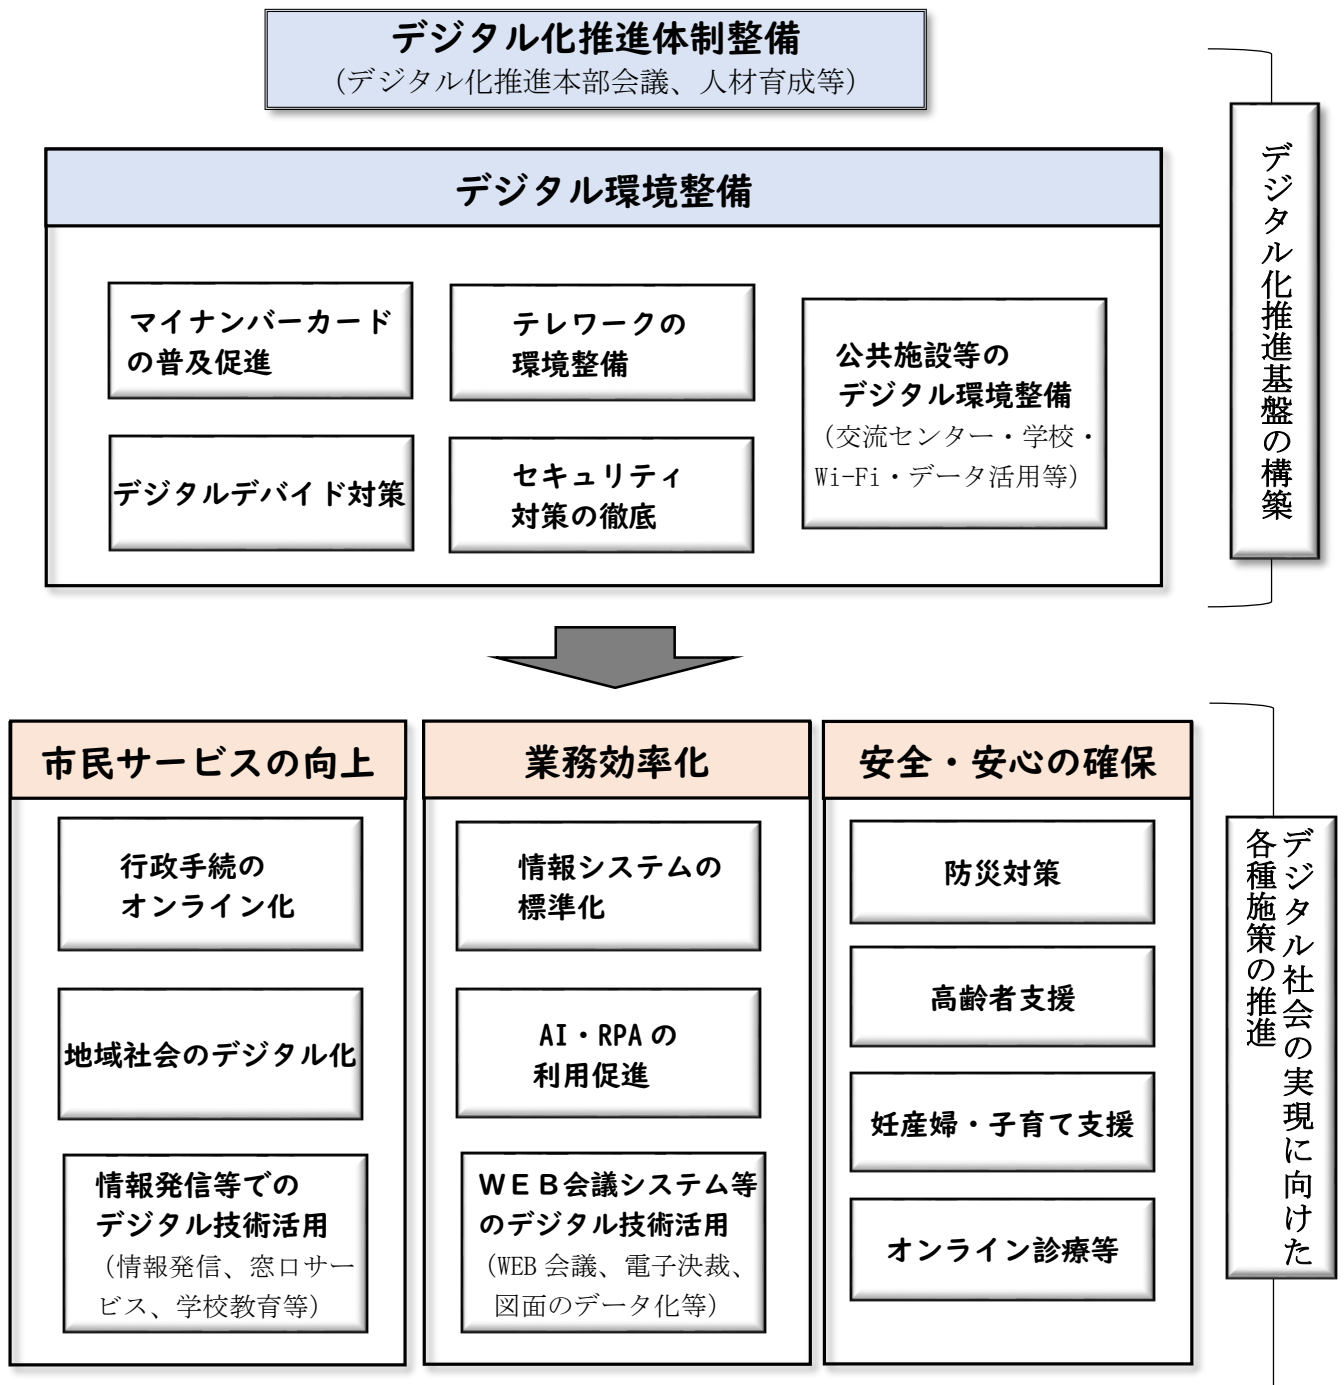 デジタル化推進体制整備
（デジタル化推進本部会議、人材育成等）
デジタル環境整備
マイナンバーカード
の普及促進
テレワークの
環境整備
公共施設等の
デジタル環境整備
（交流センター・学校・
Wi-Fi・データ活用等）
デジタルデバイド対策
セキュリティ
対策の徹底
デジタル化推進基盤の構築
市民サービスの向上
行政手続の
オンライン化
地域社会のデジタル化
情報発信等での
デジタル技術活用
（情報発信、窓口サー
ビス、学校教育等）
業務効率化
情報システムの
標準化
AI・RPA の
利用促進
ＷＥＢ会議システム等
のデジタル技術活用
（WEB 会議、電子決裁、
図面のデータ化等）
安全・安心の確保
防災対策
高齢者支援
妊産婦・子育て支援
オンライン診療等
デジタル社会の実現に向けた
各種施策の推進